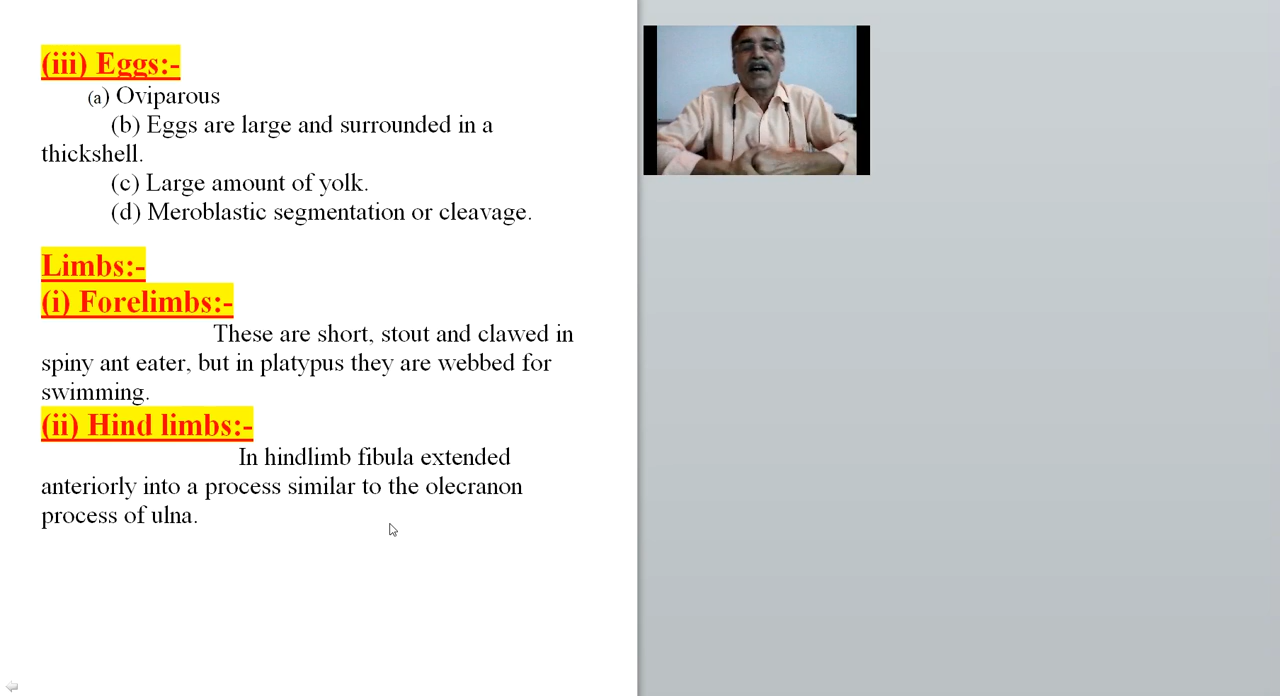 (iii) Eggs:-
(a) Oviparous
(b) Eggs are large and surrounded in a
thickshell.
(c) Large amount of yolk.
(d) Meroblastic segmentation or cleavage.
Limbs:-
(i) Forelimbs:-
These are short, stout and clawed in
spiny ant eater, but in platypus they are webbed for
swimming.
(ii) Hind limbs:-
In hindlimb fibula extended
anteriorly into a process similar to the olecranon
process of ulna.